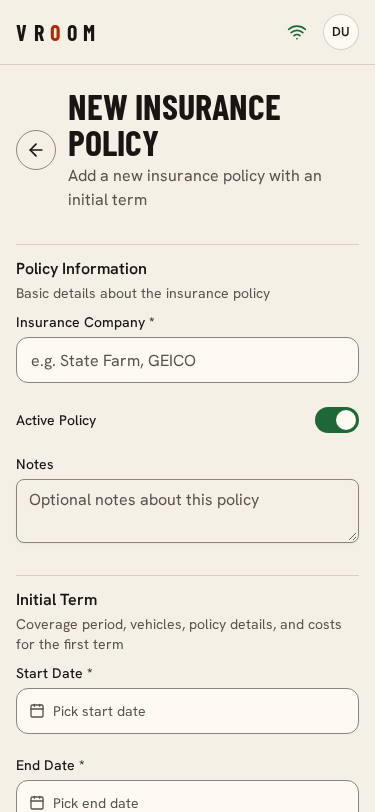 VROOM
DU
NEW INSURANCE
POLICY
Add a new insurance policy with an
initial term
Policy Information
Basic details about the insurance policy
Insurance Company *
e.g. State Farm, GEICO
Active Policy
Notes
Optional notes about this policy
Initial Term
Coverage period, vehicles, policy details, and costs
for the first term
Start Date *
Pick start date
End Date *
Pick end date